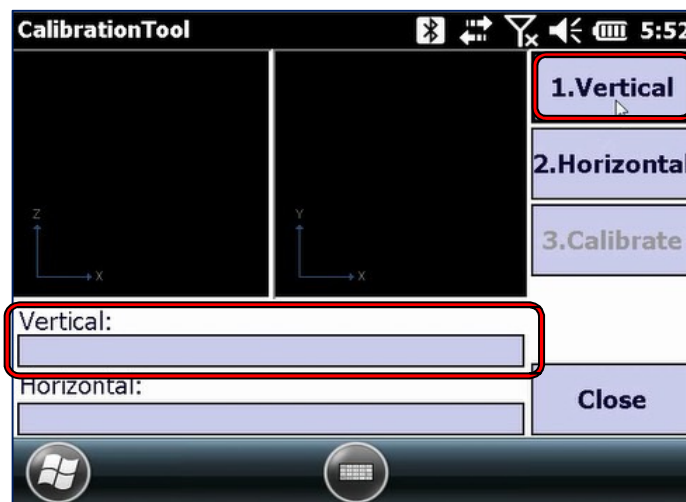 CalibrationTool 5:52
1.Vertical
2.Horizontal
3.Calibrate
Z
X
Y
X
Vertical:
Horizontal:
Close